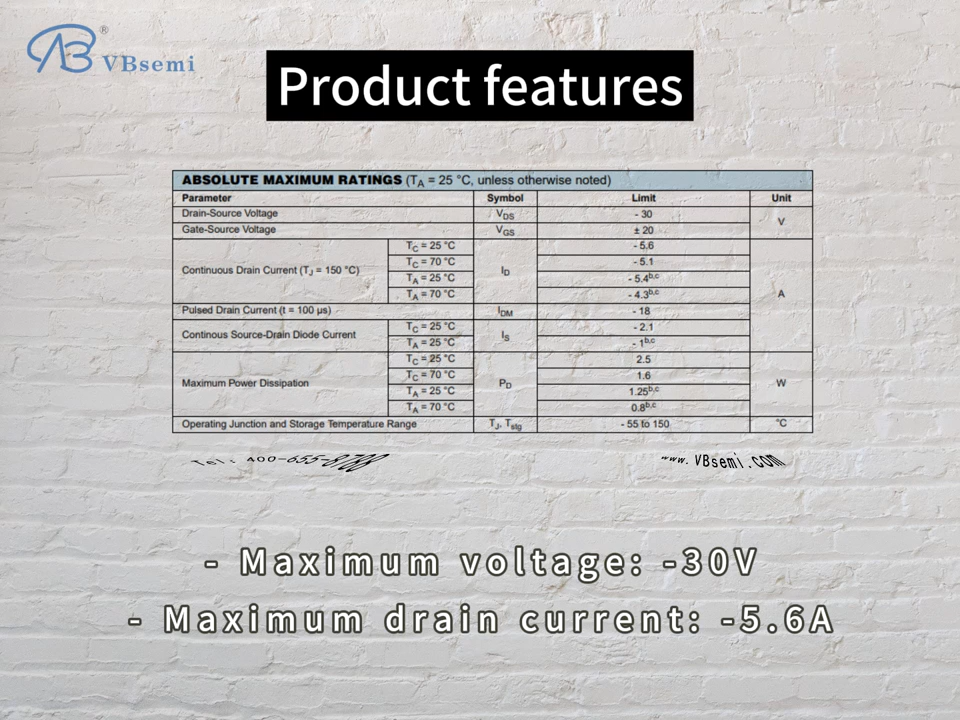 VBsemi
®
Product features
ABSOLUTE MAXIMUM RATINGS (TA = 25 °C, unless otherwise noted)
Parameter Symbol Limit Unit
Drain-Source Voltage VDS - 30 V
Gate-Source Voltage VGS ± 20
Continuous Drain Current (TJ = 150 °C) TC = 25 °C ID - 5.6 A
TC = 70 °C - 5.1
TA = 25 °C - 5.4b,c
TA = 70 °C - 4.3b,c
Pulsed Drain Current (t = 100 µs) IDM - 18
Continous Source-Drain Diode Current TC = 25 °C IS - 2.1
TA = 25 °C - 1b,c
Maximum Power Dissipation TC = 25 °C PD 2.5 W
TC = 70 °C 1.6
TA = 25 °C 1.25b,c
TA = 70 °C 0.8b,c
Operating Junction and Storage Temperature Range TJ, Tstg - 55 to 150 °C
Tel: 400-655-8788
www.VBsemi.com
- Maximum voltage: -30V
- Maximum drain current: -5.6A